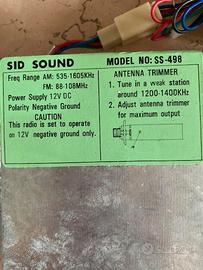 SID SOUND
MODEL NO: SS-498
Freq Range AM: 535-1605KHz
FM: 88-108MHz
Power Supply 12V DC
Polarity Negative Ground
CAUTION
This radio is set to operate
on 12V negative ground only.
ANTENNA TRIMMER
1. Tune in a weak station
around 1200-1400KHz
2. Adjust antenna trimmer
for maximum output